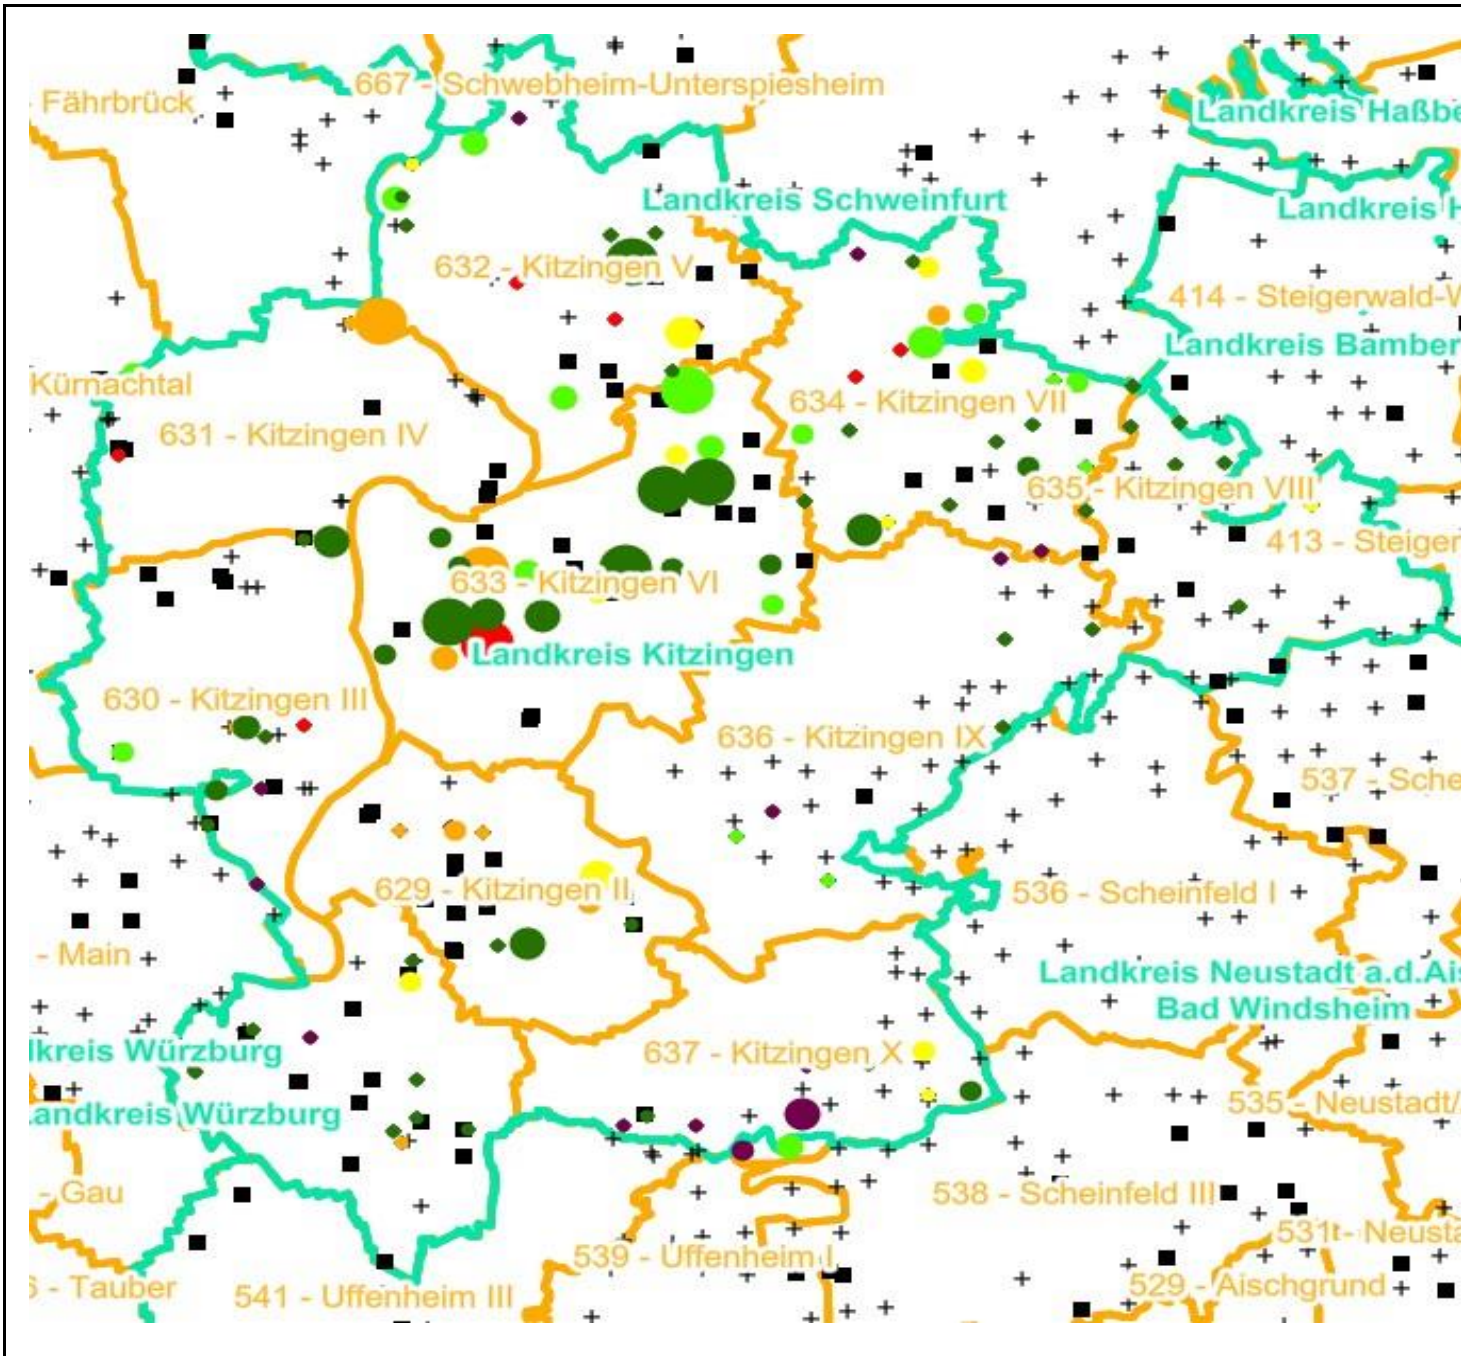 667 - Schwebheim-Unterspiesheim
Fährbrück
Landkreis Haßbe
Landkreis Schweinfurt
Landkreis H
632 - Kitzingen V
414 - Steigerwald-W
Landkreis Bamber
Kürnachtal
634 - Kitzingen VII
631 - Kitzingen IV
635 - Kitzingen VIII
413 - Steiger
633 - Kitzingen VI
Landkreis Kitzingen
630 - Kitzingen III
636 - Kitzingen IX
537 - Sche
629 - Kitzingen II
536 - Scheinfeld I
- Main
Landkreis Neustadt a.d.Ais
Bad Windsheim
lkreis Würzburg
637 - Kitzingen X
535 - Neustadt/
andkreis Würzburg
- Gau
538 - Scheinfeld III
531 - Neusta
539 - Uffenheim I
6 - Tauber
541 - Uffenheim III
529 - Aischgrund